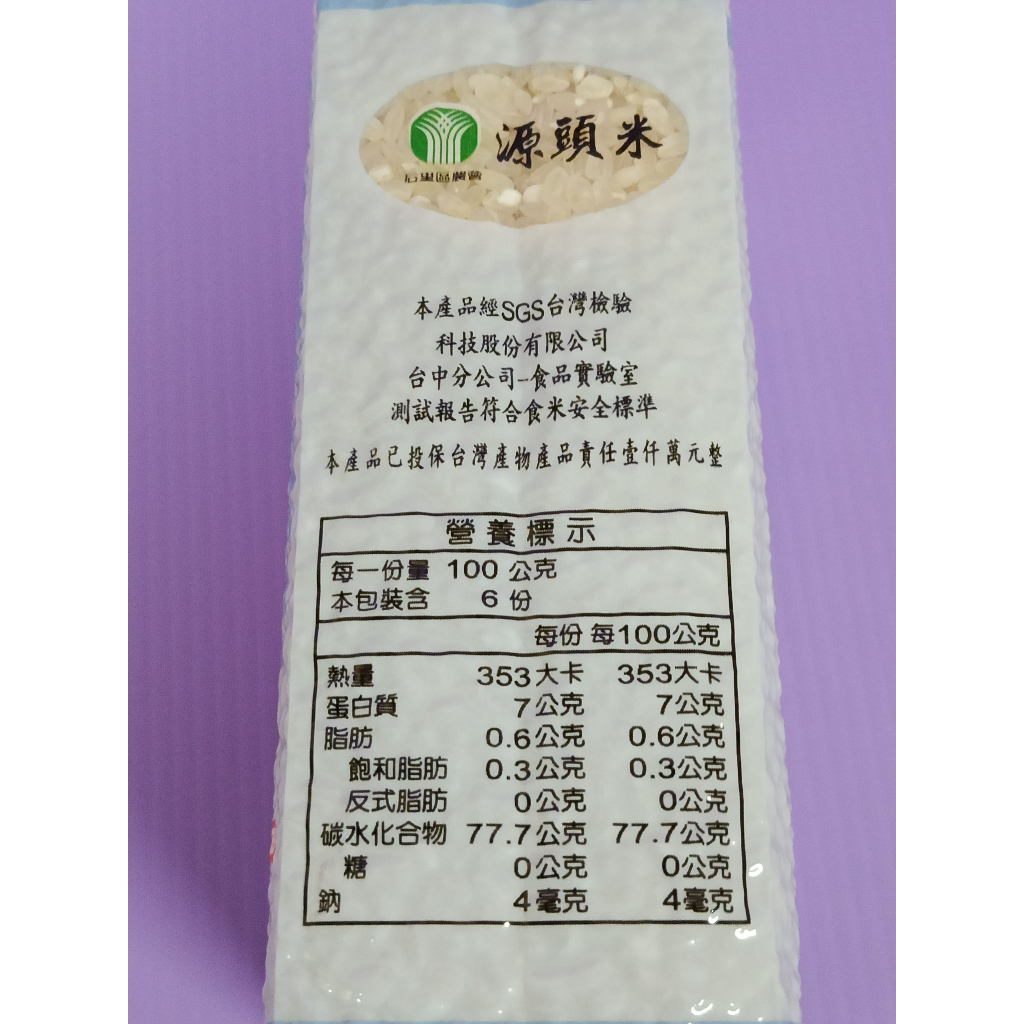 源頭米
后里區農會
本產品經SGS台灣檢驗
科技股份有限公司
台中分公司-食品實驗室
測試報告符合食米安全標準
本產品已投保台灣產物產品責任壹仟萬元整
營養標示
每一份量 100 公克
本包裝含 6 份
每份 每100公克
熱量 353大卡 353大卡
蛋白質 7公克 7公克
脂肪 0.6公克 0.6公克
飽和脂肪 0.3公克 0.3公克
反式脂肪 0公克 0公克
碳水化合物 77.7公克 77.7公克
糖 0公克 0公克
鈉 4毫克 4毫克